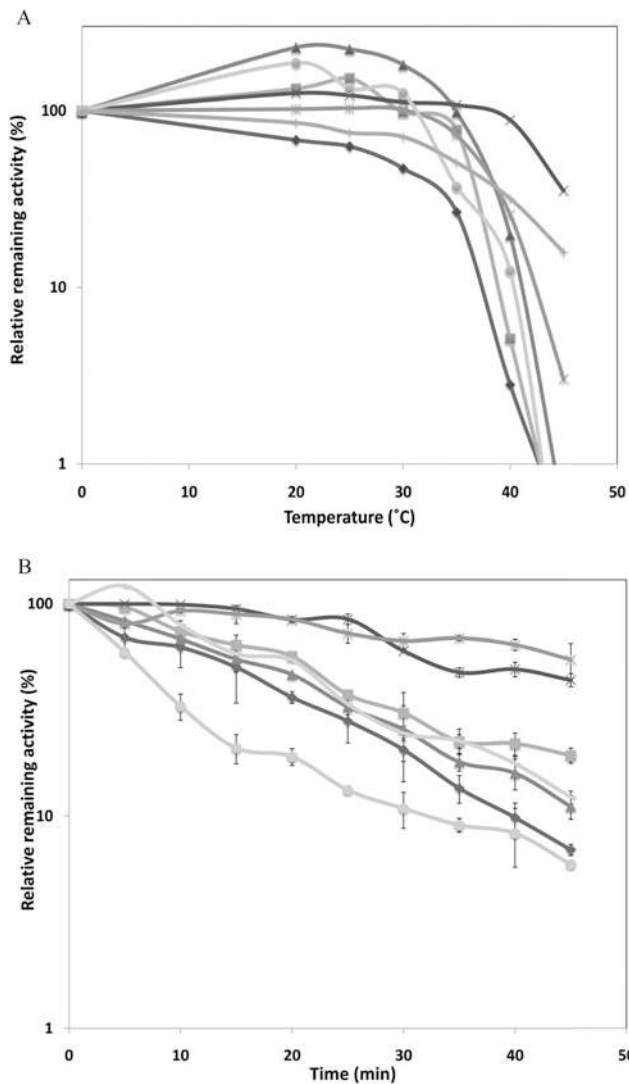 A
Relative remaining activity (%)
100
10
1
0 10 20 30 40 50
Temperature (˚C)
B
Relative remaining activity (%)
100
10
1
0 10 20 30 40 50
Time (min)